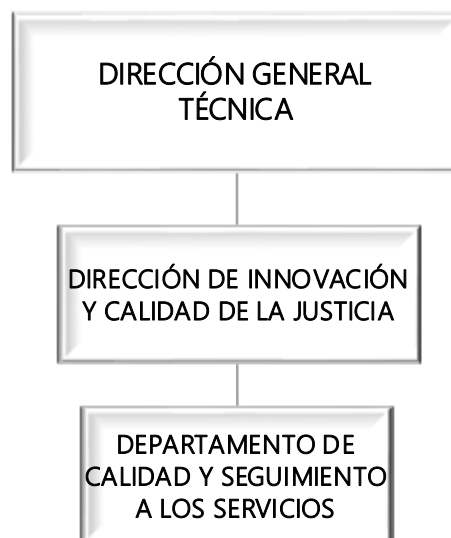 DIRECCIÓN GENERAL
TÉCNICA
DIRECCIÓN DE INNOVACIÓN
Y CALIDAD DE LA JUSTICIA
DEPARTAMENTO DE
CALIDAD Y SEGUIMIENTO
A LOS SERVICIOS